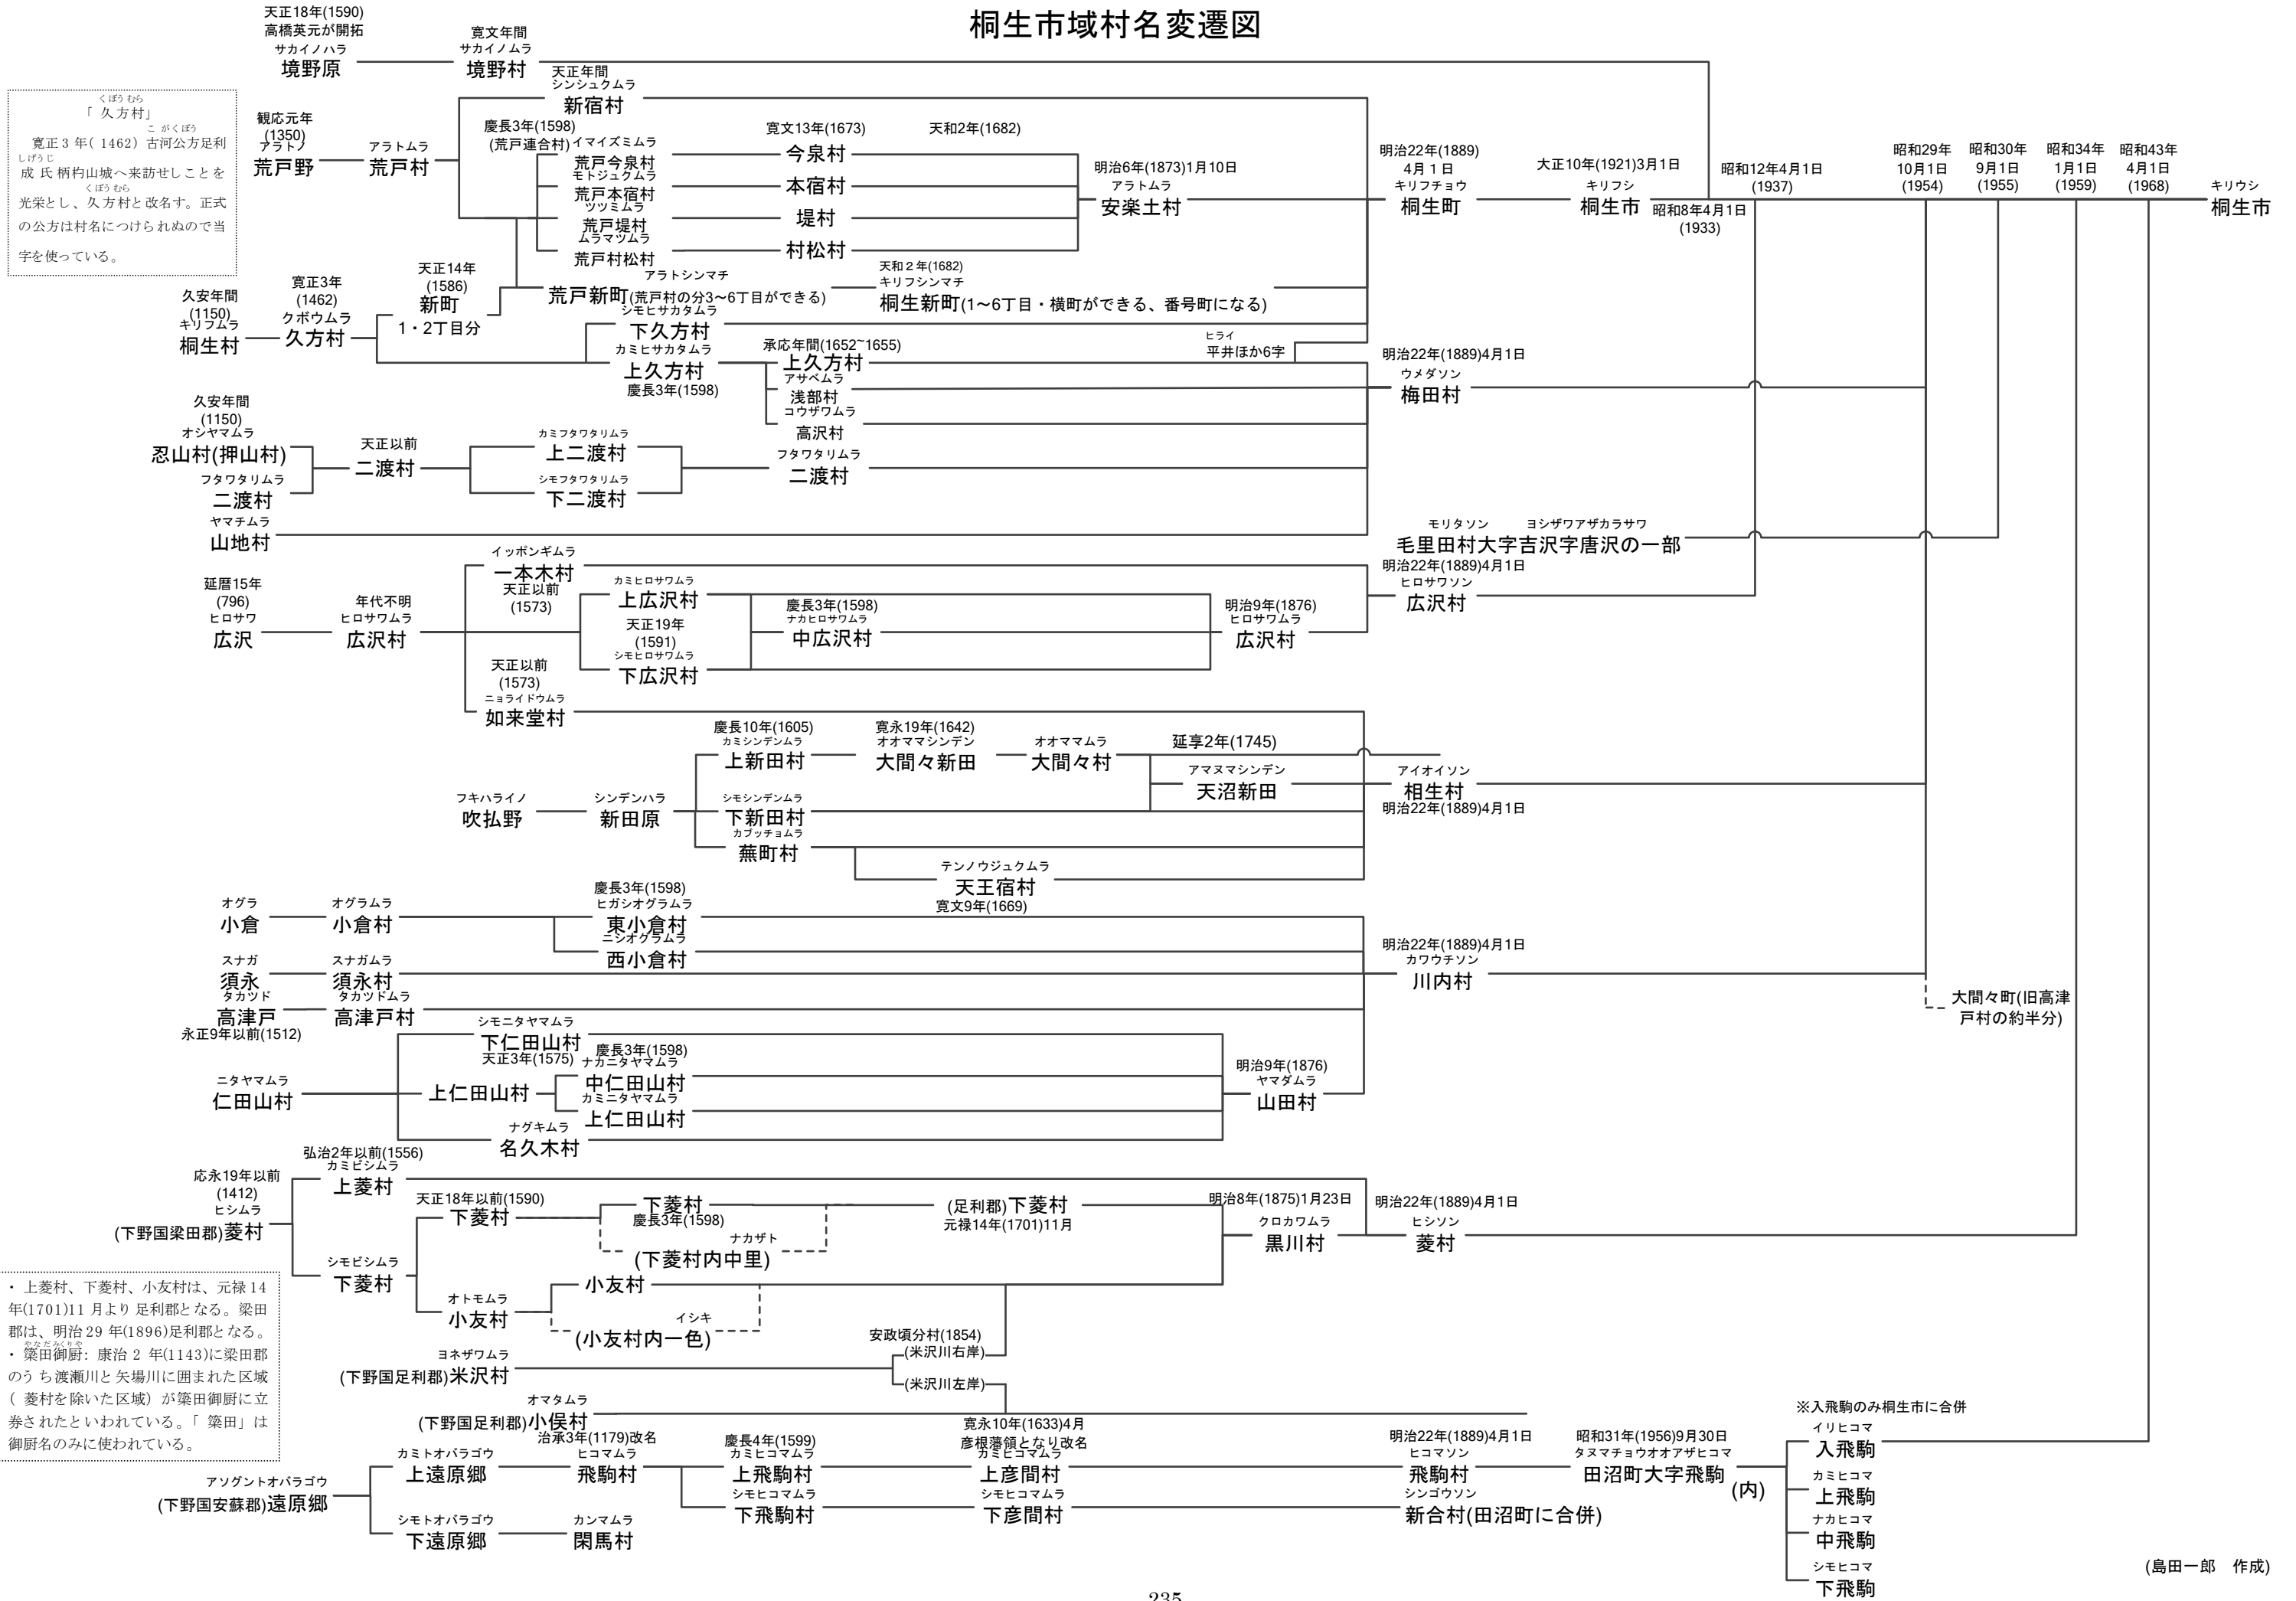 桐生市域村名変遷図
天正18年(1590)
高橋英元が開拓
サカイノハラ
境野原
寛文年間
サカイノムラ
境野村
くぼうむら
「久方村」
こがくぼう
寛正3年(1462) 古河公方足利
しげうじ
成氏柄杓山城へ来訪せしことを
くぼうむら
光栄とし、久方村と改名す。正式
の公方は村名につけられぬので当
字を使っている。
観応元年
(1350)
アラトノ
荒戸野
アラトムラ
荒戸村
天正年間
シンシュクムラ
新宿村
慶長3年(1598)
(荒戸連合村)
イマイズミムラ
荒戸今泉村
モトジュクムラ
荒戸本宿村
ツツミムラ
荒戸堤村
ムラマツムラ
荒戸村松村
寛文13年(1673)
今泉村
本宿村
堤村
村松村
天和2年(1682)
明治6年(1873)1月10日
アラトムラ
安楽土村
明治22年(1889)
4月1日
キリフチョウ
桐生町
大正10年(1921)3月1日
キリフシ
桐生市
昭和8年4月1日
(1933)
昭和12年4月1日
(1937)
昭和29年
10月1日
(1954)
昭和30年
9月1日
(1955)
昭和34年
1月1日
(1959)
昭和43年
4月1日
(1968)
キリウシ
桐生市
久安年間
(1150)
キリフムラ
桐生村
寛正3年
(1462)
クボウムラ
久方村
天正14年
(1586)
新町
1・2丁目分
アラトシンマチ
荒戸新町(荒戸村の分3〜6丁目ができる)
天和2年(1682)
キリフシンマチ
桐生新町(1〜6丁目・横町ができる、番号町になる)
シモヒサカタムラ
下久方村
カミヒサカタムラ
上久方村
慶長3年(1598)
承応年間(1652~1655)
上久方村
アサベムラ
浅部村
コウザワムラ
高沢村
ヒライ
平井ほか6字
明治22年(1889)4月1日
ウメダソン
梅田村
久安年間
(1150)
オシヤマムラ
忍山村(押山村)
フタワタリムラ
二渡村
天正以前
二渡村
カミフタワタリムラ
上二渡村
シモフタワタリムラ
下二渡村
フタワタリムラ
二渡村
ヤマチムラ
山地村
モリタソン ヨシザワアザカラサワ
毛里田村大字吉沢字唐沢の一部
延暦15年
(796)
ヒロサワ
広沢
年代不明
ヒロサワムラ
広沢村
イッポンギムラ
一本木村
天正以前
(1573)
カミヒロサワムラ
上広沢村
天正19年
(1591)
シモヒロサワムラ
下広沢村
慶長3年(1598)
ナカヒロサワムラ
中広沢村
明治9年(1876)
ヒロサワムラ
広沢村
明治22年(1889)4月1日
ヒロサワソン
広沢村
天正以前
(1573)
ニョライドウムラ
如来堂村
フキハライノ
吹払野
シンデンハラ
新田原
慶長10年(1605)
カミシンデンムラ
上新田村
寛永19年(1642)
オオママシンデン
大間々新田
オオママムラ
大間々村
延享2年(1745)
アマヌマシンデン
天沼新田
シモシンデンムラ
下新田村
カブッチョムラ
蕪町村
テンノウジュクムラ
天王宿村
寛文9年(1669)
アイオイソン
相生村
明治22年(1889)4月1日
オグラ
小倉
オグラムラ
小倉村
慶長3年(1598)
ヒガシオグラムラ
東小倉村
ニシオグラムラ
西小倉村
スナガ
須永
スナガムラ
須永村
タカツド
高津戸
永正9年以前(1512)
タカツドムラ
高津戸村
明治22年(1889)4月1日
カワウチソン
川内村
大間々町(旧高津
戸村の約半分)
ニタヤマムラ
仁田山村
シモニタヤマムラ
下仁田山村
天正3年(1575)
上仁田山村
慶長3年(1598)
ナカニタヤマムラ
中仁田山村
カミニタヤマムラ
上仁田山村
ナグキムラ
名久木村
明治9年(1876)
ヤマダムラ
山田村
応永19年以前
(1412)
ヒシムラ
(下野国梁田郡)菱村
弘治2年以前(1556)
カミビシムラ
上菱村
シモビシムラ
下菱村
天正18年以前(1590)
下菱村
オトモムラ
小友村
下菱村
慶長3年(1598)
ナカザト
(下菱村内中里)
小友村
イシキ
(小友村内一色)
(足利郡)下菱村
元禄14年(1701)11月
明治8年(1875)1月23日
クロカワムラ
黒川村
明治22年(1889)4月1日
ヒシソン
菱村
・上菱村、下菱村、小友村は、元禄14
年(1701)11月より足利郡となる。梁田
郡は、明治29年(1896)足利郡となる。
やなだみくりや
・簗田御厨: 康治2年(1143)に梁田郡
のうち渡瀬川と矢場川に囲まれた区域
(菱村を除いた区域)が簗田御厨に立
券されたといわれている。「簗田」は
御厨名のみに使われている。
ヨネザワムラ
(下野国足利郡)米沢村
安政頃分村(1854)
(米沢川右岸)
(米沢川左岸)
オマタムラ
(下野国足利郡)小俣村
アソグントオバラゴウ
(下野国安蘇郡)遠原郷
カミトオバラゴウ
上遠原郷
シモトオバラゴウ
下遠原郷
治承3年(1179)改名
ヒコマムラ
飛駒村
カンマムラ
閑馬村
慶長4年(1599)
カミヒコマムラ
上飛駒村
シモヒコマムラ
下飛駒村
寛永10年(1633)4月
彦根藩領となり改名
カミヒコマムラ
上彦間村
シモヒコマムラ
下彦間村
明治22年(1889)4月1日
ヒコマソン
飛駒村
シンゴウソン
新合村(田沼町に合併)
昭和31年(1956)9月30日
タヌマチョウオオアザヒコマ
田沼町大字飛駒
(内)
※入飛駒のみ桐生市に合併
イリヒコマ
入飛駒
カミヒコマ
上飛駒
ナカヒコマ
中飛駒
シモヒコマ
下飛駒
(島田一郎 作成)
235